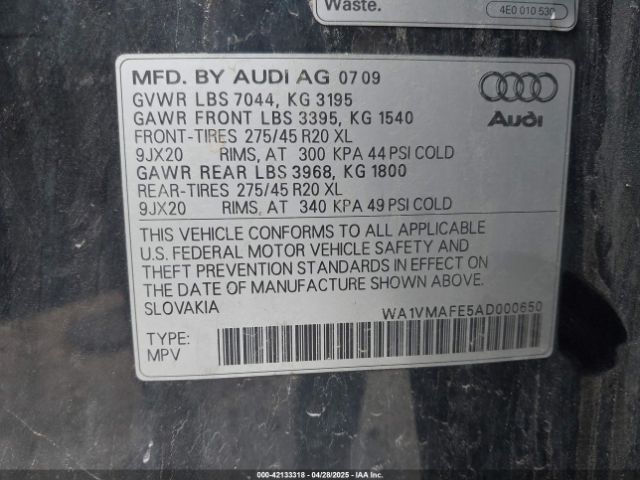 Waste.
4E0 010 530
MFD. BY AUDI AG 07 09
GVWR LBS 7044, KG 3195
GAWR FRONT LBS 3395, KG 1540
FRONT-TIRES 275/45 R20 XL
9JX20 RIMS, AT 300 KPA 44 PSI COLD
GAWR REAR LBS 3968, KG 1800
REAR-TIRES 275/45 R20 XL
9JX20 RIMS, AT 340 KPA 49 PSI COLD
Audi
THIS VEHICLE CONFORMS TO ALL APPLICABLE
U.S. FEDERAL MOTOR VEHICLE SAFETY AND
THEFT PREVENTION STANDARDS IN EFFECT ON
THE DATE OF MANUFACTURE SHOWN ABOVE.
SLOVAKIA WA1VMAFE5AD000650
TYPE:
MPV
000-42133318 04/28/2025 IAAI.COM